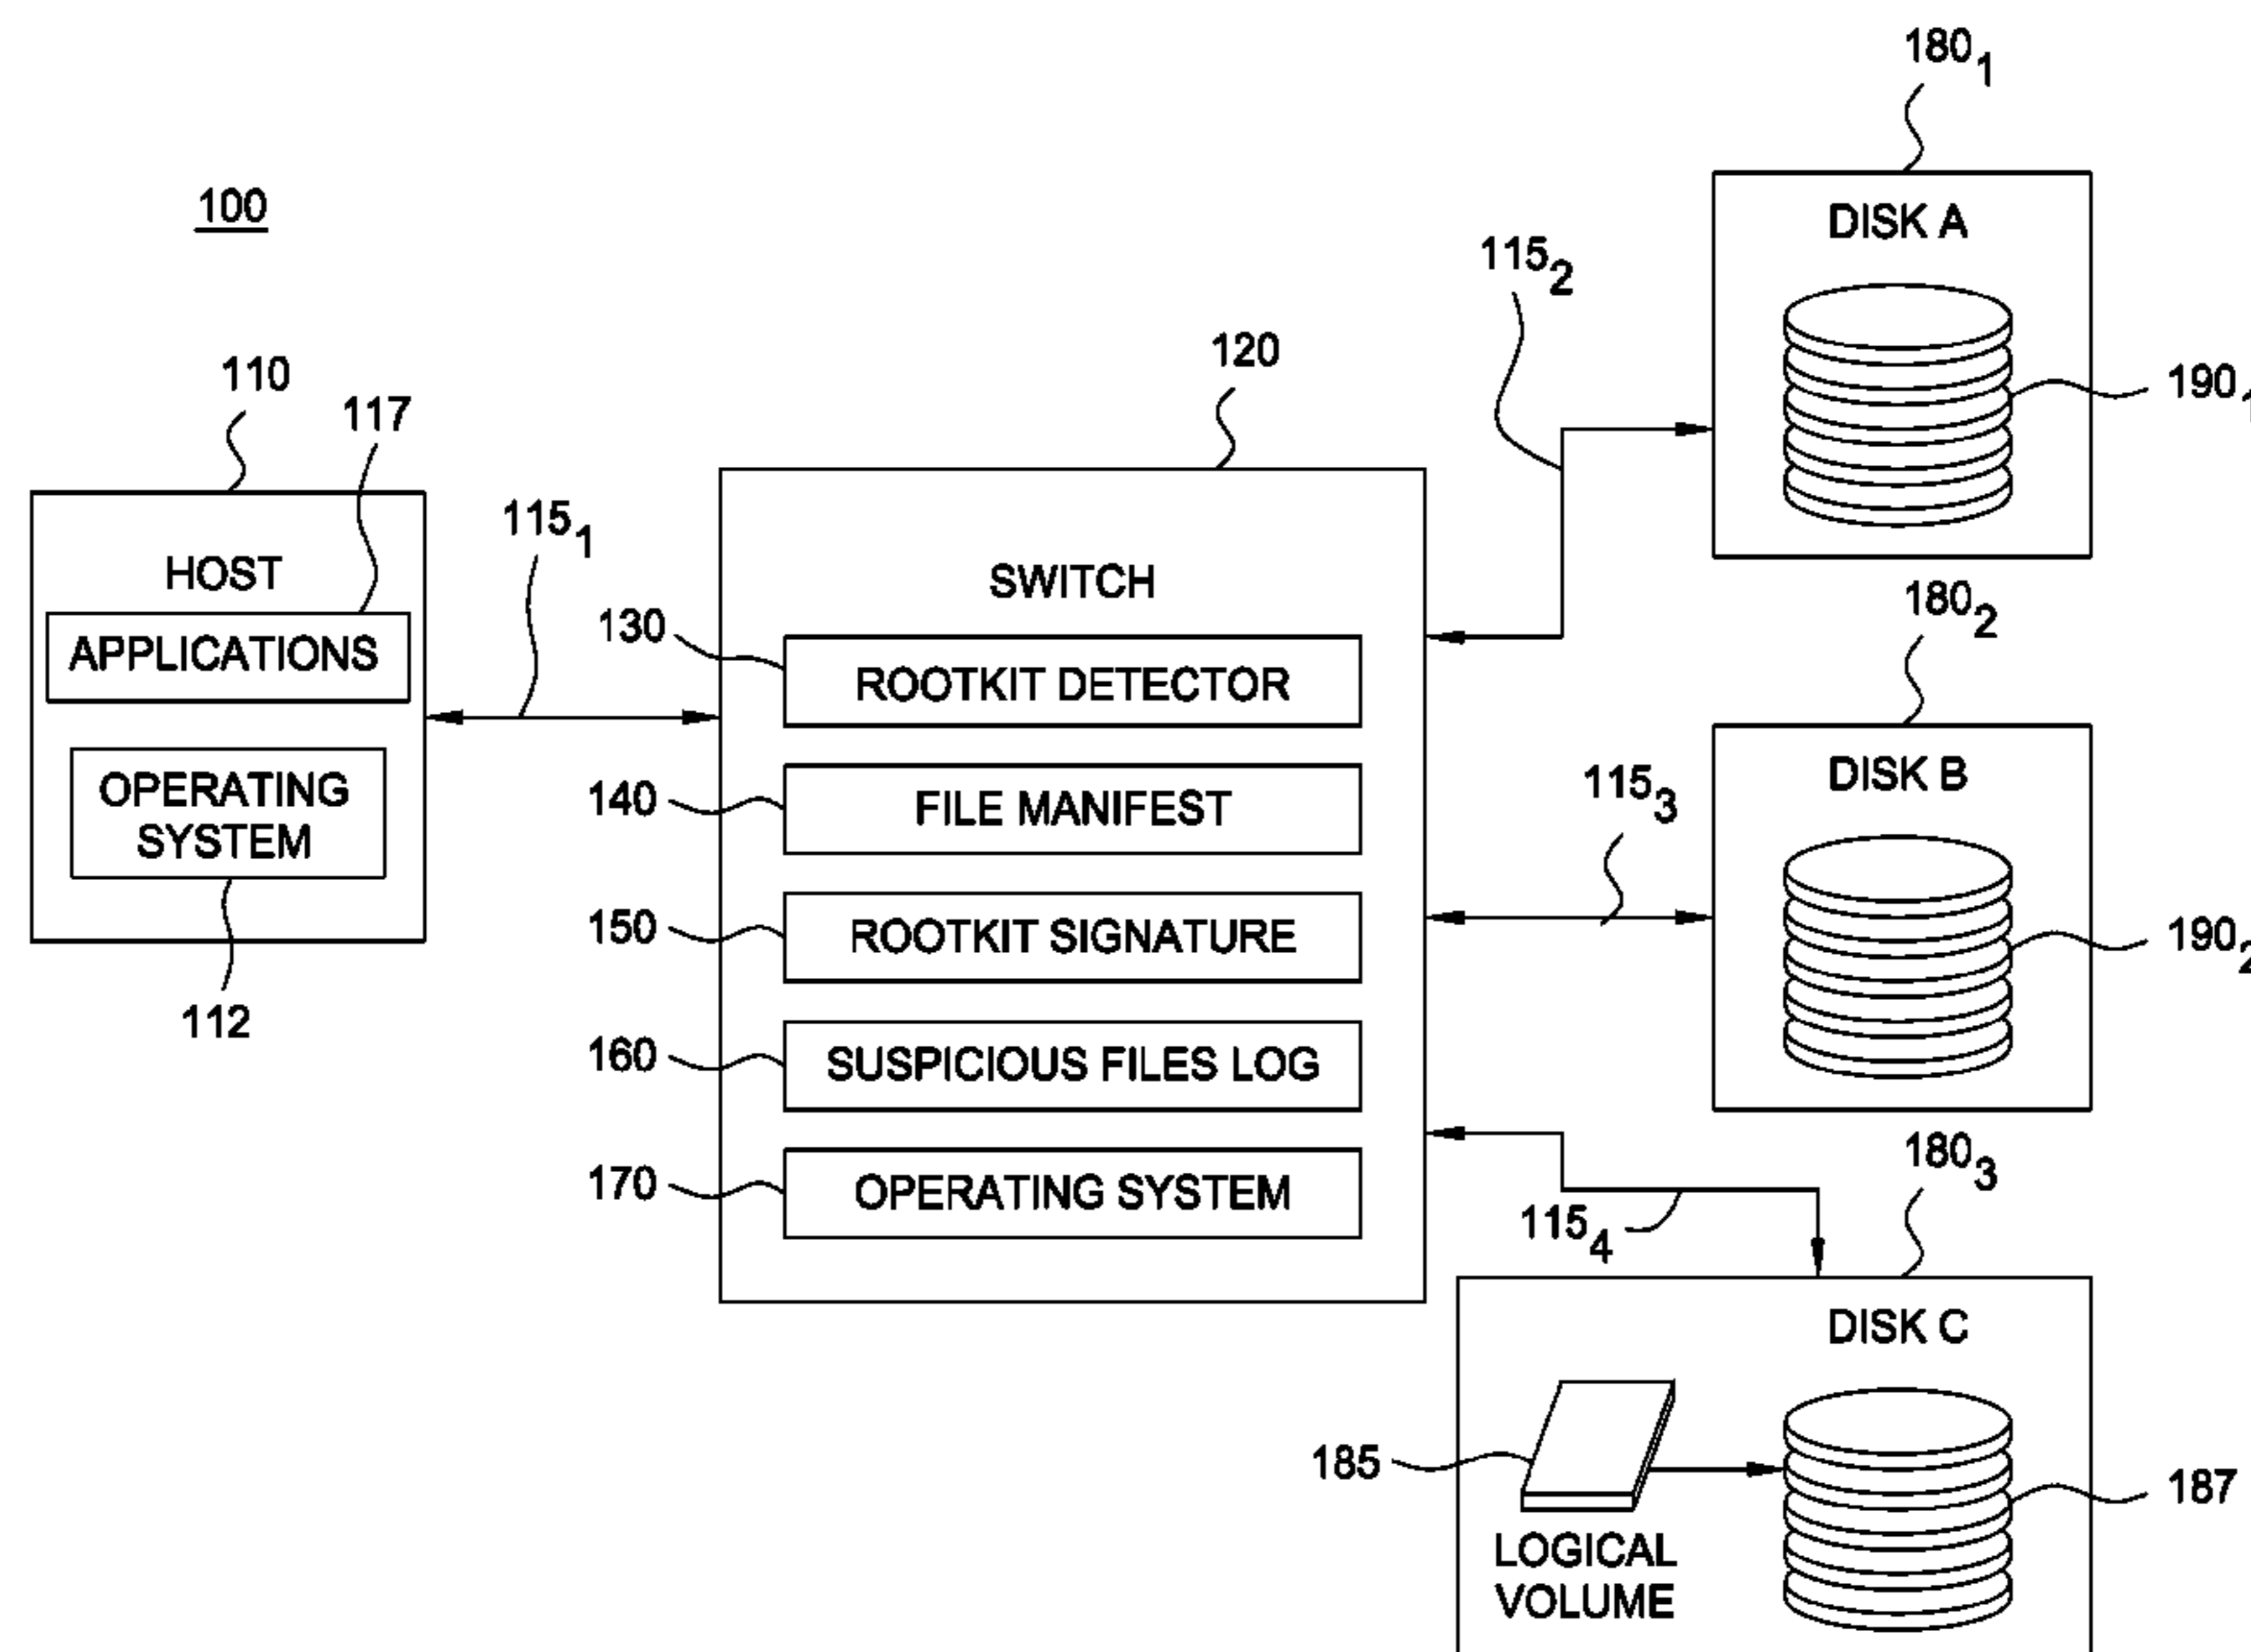 100
110
117
HOST
APPLICATIONS
OPERATING
SYSTEM
112
115₁
120
SWITCH
130
ROOTKIT DETECTOR
140
FILE MANIFEST
150
ROOTKIT SIGNATURE
160
SUSPICIOUS FILES LOG
170
OPERATING SYSTEM
115₂
180₁
DISK A
190₁
115₃
180₂
DISK B
190₂
115₄
180₃
DISK C
185
LOGICAL
VOLUME
187